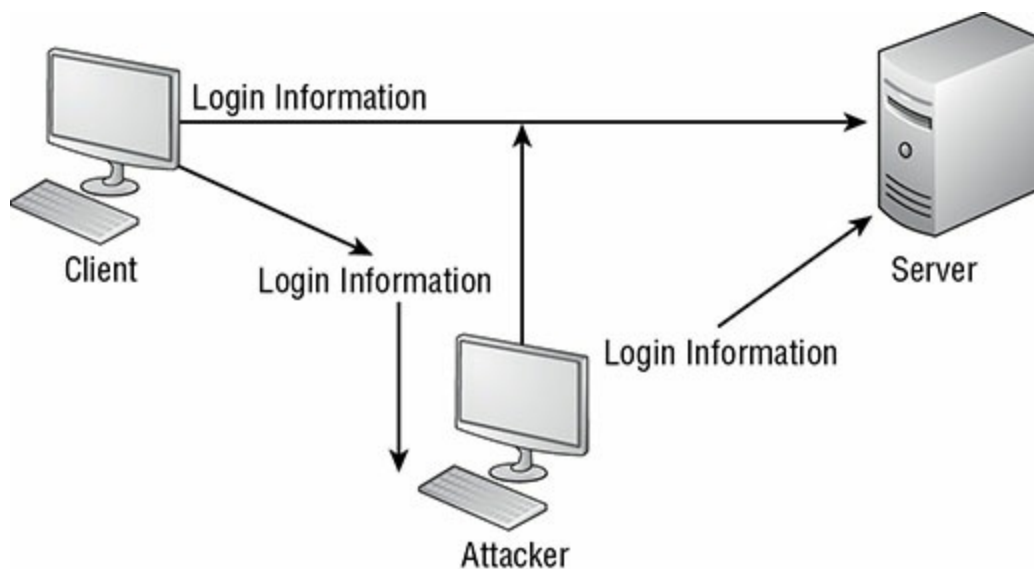 Login Information
Client
Login Information
Server
Login Information
Attacker